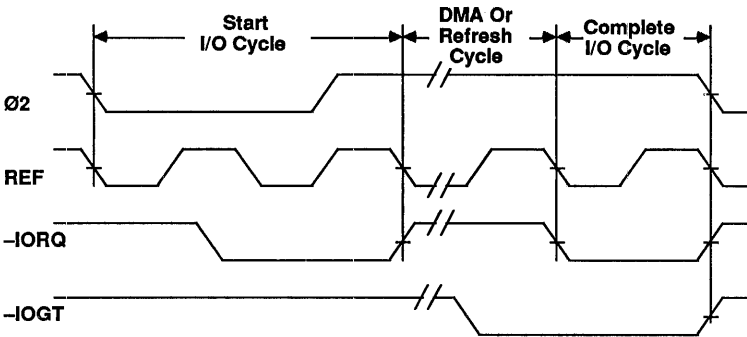 Start
I/O Cycle
DMA Or
Refresh
Cycle
Complete
I/O Cycle
Ø2
REF
–IORQ
–IOGT